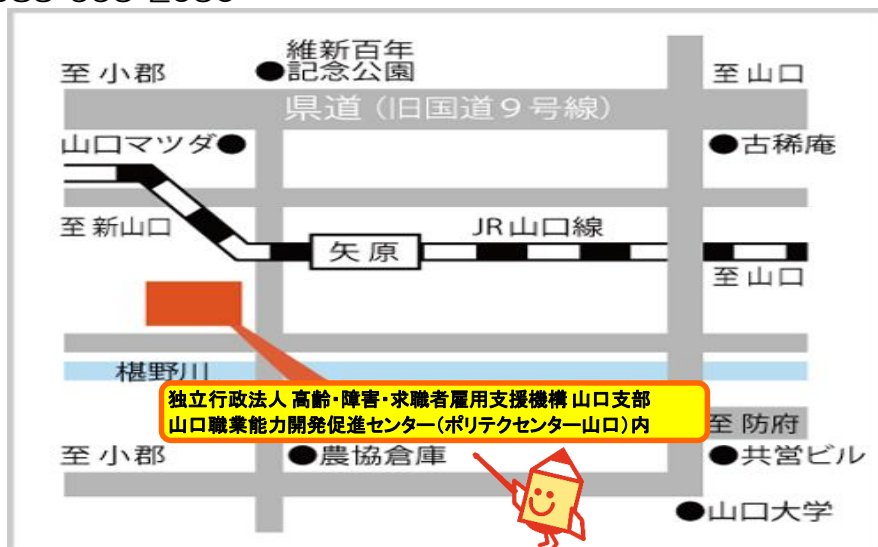 維新百年
記念公園
至 小郡
至 山口
県道（旧国道９号線）
山口マツダ
古稀庵
至 新山口
JR 山口線
矢 原
至 山口
椹野川
独立行政法人 高齢・障害・求職者雇用支援機構 山口支部
山口職業能力開発促進センター（ポリテクセンター山口）内
至 防府
至 小郡
農協倉庫
共営ビル
山口大学